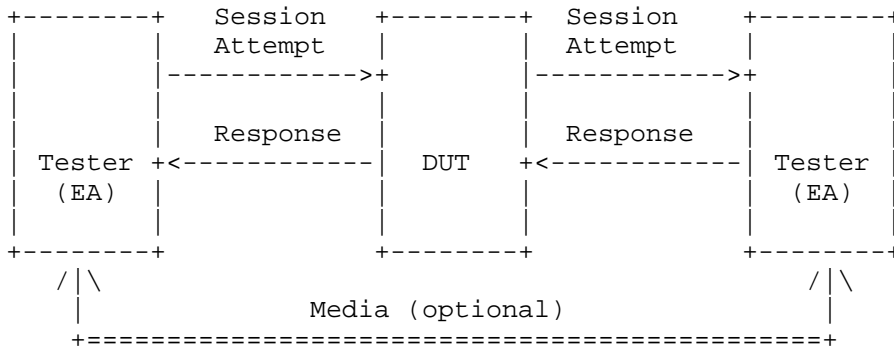 Session Session
Attempt Attempt
Response Response
Tester DUT Tester
(EA) (EA)
Media (optional)